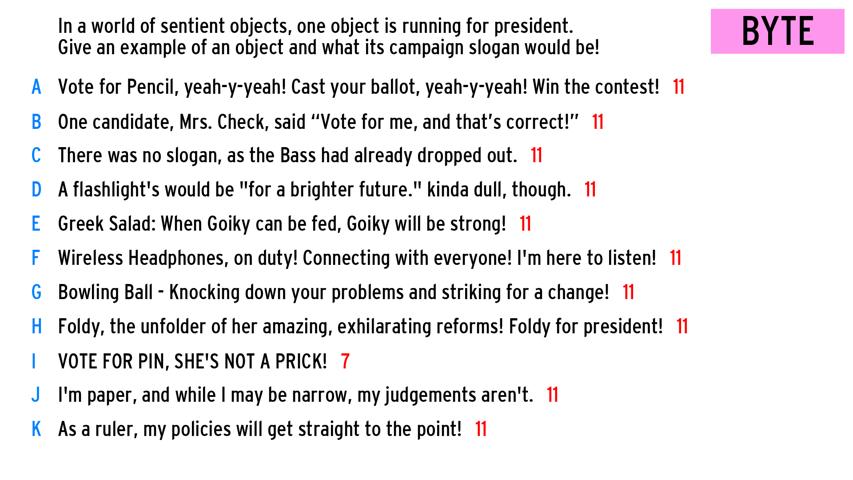 In a world of sentient objects, one object is running for president.
Give an example of an object and what its campaign slogan would be!
BYTE
A Vote for Pencil, yeah-y-yeah! Cast your ballot, yeah-y-yeah! Win the contest! 11
B One candidate, Mrs. Check, said “Vote for me, and that’s correct!” 11
C There was no slogan, as the Bass had already dropped out. 11
D A flashlight's would be "for a brighter future." kinda dull, though. 11
E Greek Salad: When Goiky can be fed, Goiky will be strong! 11
F Wireless Headphones, on duty! Connecting with everyone! I'm here to listen! 11
G Bowling Ball - Knocking down your problems and striking for a change! 11
H Foldy, the unfolder of her amazing, exhilarating reforms! Foldy for president! 11
I VOTE FOR PIN, SHE'S NOT A PRICK! 7
J I'm paper, and while I may be narrow, my judgements aren't. 11
K As a ruler, my policies will get straight to the point! 11